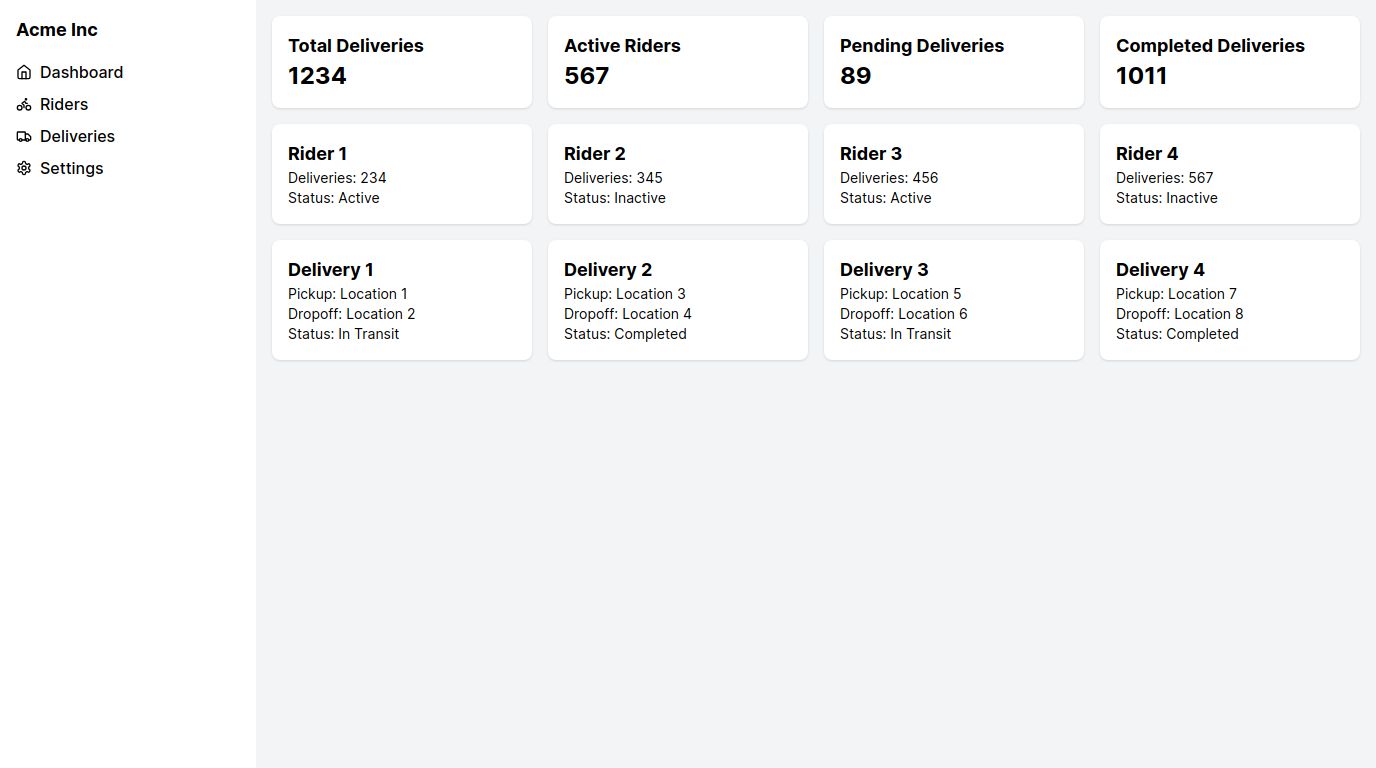 Acme Inc
Dashboard
Riders
Deliveries
Settings
Total Deliveries
1234
Active Riders
567
Pending Deliveries
89
Completed Deliveries
1011
Rider 1
Deliveries: 234
Status: Active
Rider 2
Deliveries: 345
Status: Inactive
Rider 3
Deliveries: 456
Status: Active
Rider 4
Deliveries: 567
Status: Inactive
Delivery 1
Pickup: Location 1
Dropoff: Location 2
Status: In Transit
Delivery 2
Pickup: Location 3
Dropoff: Location 4
Status: Completed
Delivery 3
Pickup: Location 5
Dropoff: Location 6
Status: In Transit
Delivery 4
Pickup: Location 7
Dropoff: Location 8
Status: Completed